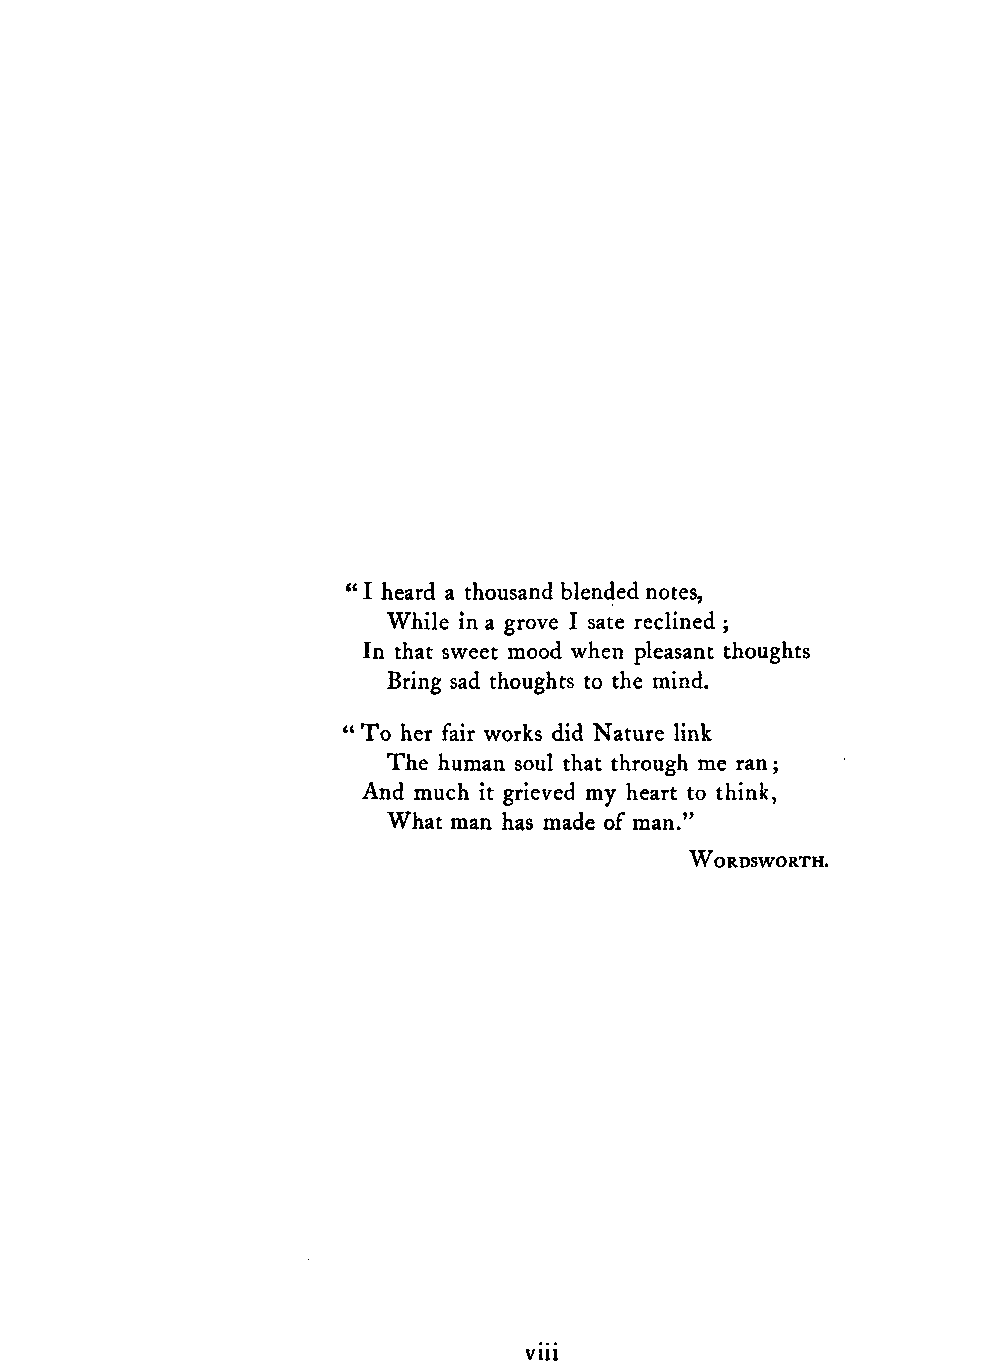 “ I heard a thousand blended notes,
While in a grove I sate reclined ;
In that sweet mood when pleasant thoughts
Bring sad thoughts to the mind.
“ To her fair works did Nature link
The human soul that through me ran ;
And much it grieved my heart to think,
What man has made of man.”
WORDSWORTH.
viii